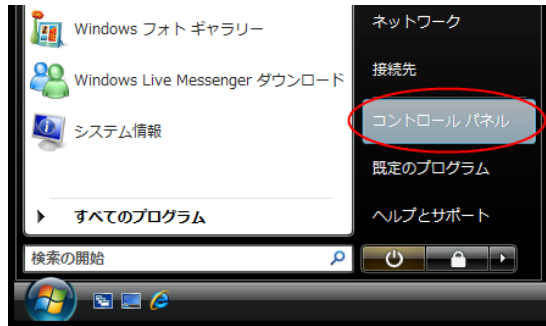 Windows フォト ギャラリー
Windows Live Messenger ダウンロード
システム情報
すべてのプログラム
検索の開始
ネットワーク
接続先
コントロール パネル
既定のプログラム
ヘルプとサポート